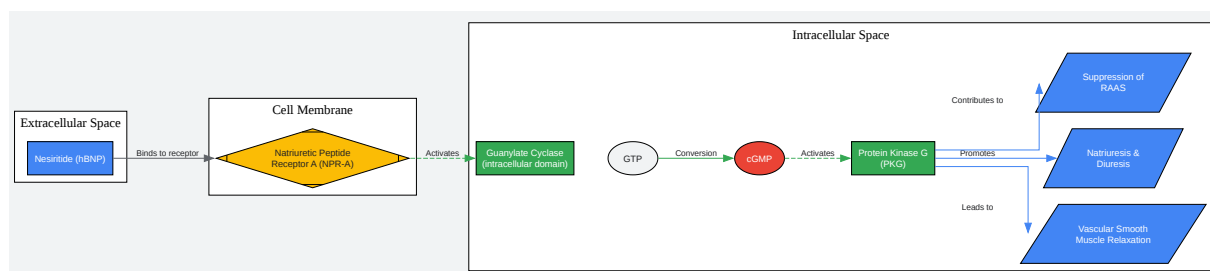 Extracellular Space
Nesiritide (hBNP)
Binds to receptor
Cell Membrane
Natriuretic Peptide
Receptor A (NPR-A)
Activates
Intracellular Space
Guanylate Cyclase
(intracellular domain)
GTP
Conversion
cGMP
Activates
Protein Kinase G
(PKG)
Contributes to
Suppression of
RAAS
Promotes
Natriuresis &
Diuresis
Leads to
Vascular Smooth
Muscle Relaxation